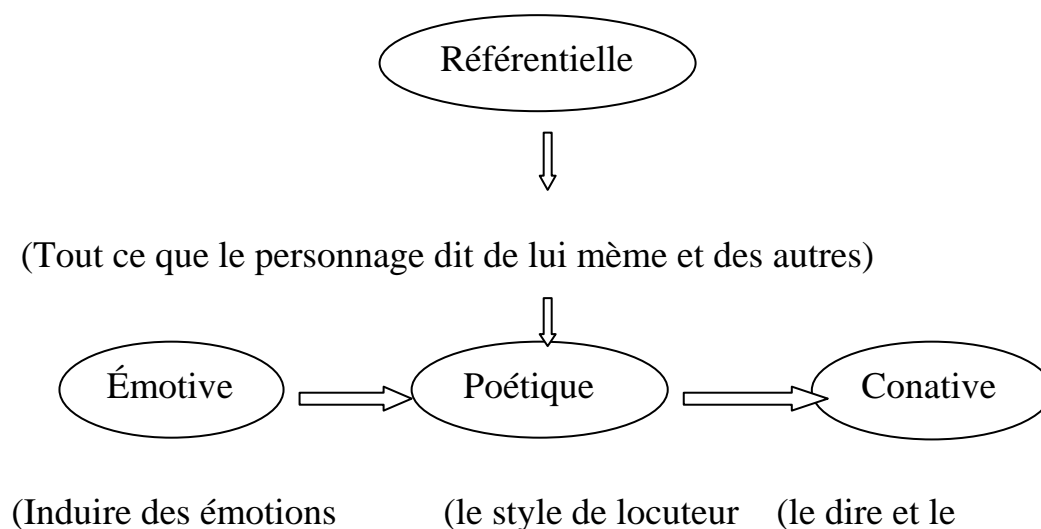 Référentielle
(Tout ce que le personnage dit de lui mème et des autres)
Émotive Poétique Conative
(Induire des émotions (le style de locuteur (le dire et le